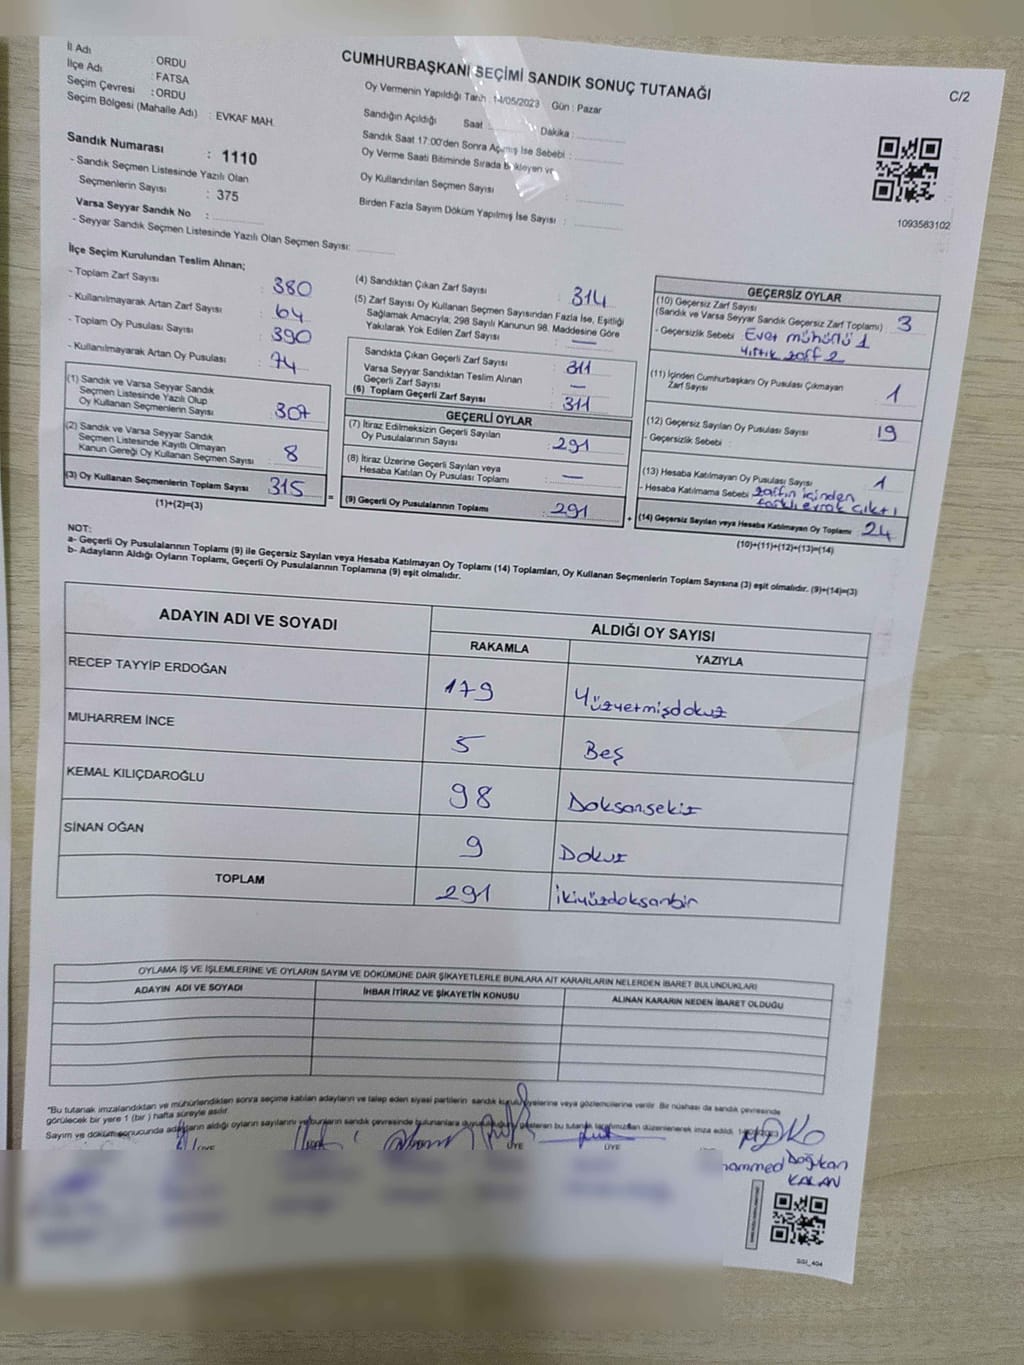 İl Adı : ORDU
İlçe Adı : FATSA
Seçim Çevresi : ORDU
Seçim Bölgesi (Mahalle Adı) : EVKAF MAH.
Sandık Numarası : 1110
- Sandık Seçmen Listesinde Yazılı Olan
Seçmenlerin Sayısı : 375
Varsa Seyyar Sandık No :
- Seyyar Sandık Seçmen Listesinde Yazılı Olan Seçmen Sayısı:
CUMHURBAŞKANI SEÇİMİ SANDIK SONUÇ TUTANAĞI
C/2
Oy Vermenin Yapıldığı Tarih : 14/05/2023 Gün : Pazar
Sandığın Açıldığı Saat : Dakika :
Sandık Saat 17:00'den Sonra Açılmış İse Sebebi :
Oy Verme Saati Bitiminde Sırada Bekleyen ve
Oy Kullandırılan Seçmen Sayısı :
Birden Fazla Sayım Döküm Yapılmış İse Sayısı :
1093583102
İlçe Seçim Kurulundan Teslim Alınan;
- Toplam Zarf Sayısı : 380
- Kullanılmayarak Artan Zarf Sayısı : 64
- Toplam Oy Pusulası Sayısı : 390
- Kullanılmayarak Artan Oy Pusulası : 74
(1) Sandık ve Varsa Seyyar Sandık
Seçmen Listesinde Yazılı Olup
Oy Kullanan Seçmenlerin Sayısı : 307
(2) Sandık ve Varsa Seyyar Sandık
Seçmen Listesinde Kayıtlı Olmayan
Kanun Gereği Oy Kullanan Seçmen Sayısı : 8
(3) Oy Kullanan Seçmenlerin Toplam Sayısı : 315
(1)+(2)=(3)
=
(4) Sandıktan Çıkan Zarf Sayısı : 314
(5) Zarf Sayısı Oy Kullanan Seçmen Sayısından Fazla İse, Eşitliği
Sağlamak Amacıyla; 298 Sayılı Kanunun 98. Maddesine Göre
Yakılarak Yok Edilen Zarf Sayısı : —
Sandıkta Çıkan Geçerli Zarf Sayısı : 311
Varsa Seyyar Sandıktan Teslim Alınan
Geçerli Zarf Sayısı : —
(6) Toplam Geçerli Zarf Sayısı : 311
GEÇERLİ OYLAR
(7) İtiraz Edilmeksizin Geçerli Sayılan
Oy Pusulalarının Sayısı : 291
(8) İtiraz Üzerine Geçerli Sayılan veya
Hesaba Katılan Oy Pusulası Toplamı : —
(9) Geçerli Oy Pusulalarının Toplamı : 291
+
GEÇERSİZ OYLAR
(10) Geçersiz Zarf Sayısı
(Sandık ve Varsa Seyyar Sandık Geçersiz Zarf Toplamı) : 3
- Geçersizlik Sebebi : Evet mühürlü 1
yırtık zarf 2
(11) İçinden Cumhurbaşkanı Oy Pusulası Çıkmayan
Zarf Sayısı : 1
(12) Geçersiz Sayılan Oy Pusulası Sayısı : 19
- Geçersizlik Sebebi :
(13) Hesaba Katılmayan Oy Pusulası Sayısı : 1
- Hesaba Katılmama Sebebi : zarfın içinden
farklı evrak çıktı
(14) Geçersiz Sayılan veya Hesaba Katılmayan Oy Toplamı : 24
(10)+(11)+(12)+(13)=(14)
NOT:
a- Geçerli Oy Pusulalarının Toplamı (9) ile Geçersiz Sayılan veya Hesaba Katılmayan Oy Toplamı (14) Toplamları, Oy Kullanan Seçmenlerin Toplam Sayısına (3) eşit olmalıdır. (9)+(14)=(3)
b- Adayların Aldığı Oyların Toplamı, Geçerli Oy Pusulalarının Toplamına (9) eşit olmalıdır.
ADAYIN ADI VE SOYADI
ALDIĞI OY SAYISI
RAKAMLA YAZIYLA
RECEP TAYYİP ERDOĞAN 179 Yüzyetmişdokuz
MUHARREM İNCE 5 Beş
KEMAL KILIÇDAROĞLU 98 Doksansekiz
SİNAN OĞAN 9 Dokuz
TOPLAM 291 ikiyüzdoksanbir
OYLAMA İŞ VE İŞLEMLERİNE VE OYLARIN SAYIM VE DÖKÜMÜNE DAİR ŞİKAYETLERLE BUNLARA AİT KARARLARIN NELERDEN İBARET BULUNDUKLARI
ADAYIN ADI VE SOYADI İHBAR İTİRAZ VE ŞİKAYETİN KONUSU ALINAN KARARIN NEDEN İBARET OLDUĞU
"Bu tutanak imzalandıktan ve mühürlendikten sonra seçime katılan adayların ve talep eden siyasi partilerin sandık kurulu üyelerine veya gözlemcilerine verilir. Bir nüshası da sandık çevresinde
görülecek bir yere 1 (bir) hafta süreyle asılır.
Sayım ve döküm sonucunda adayların aldığı oyların sayılarını ve bunların sandık çevresinde bulunanlara duyurulduğunu gösteren bu tutanak tarafımızdan düzenlenerek imza edildi.
ÜYE ÜYE ÜYE
Doğukan
KALAN
SSI_404